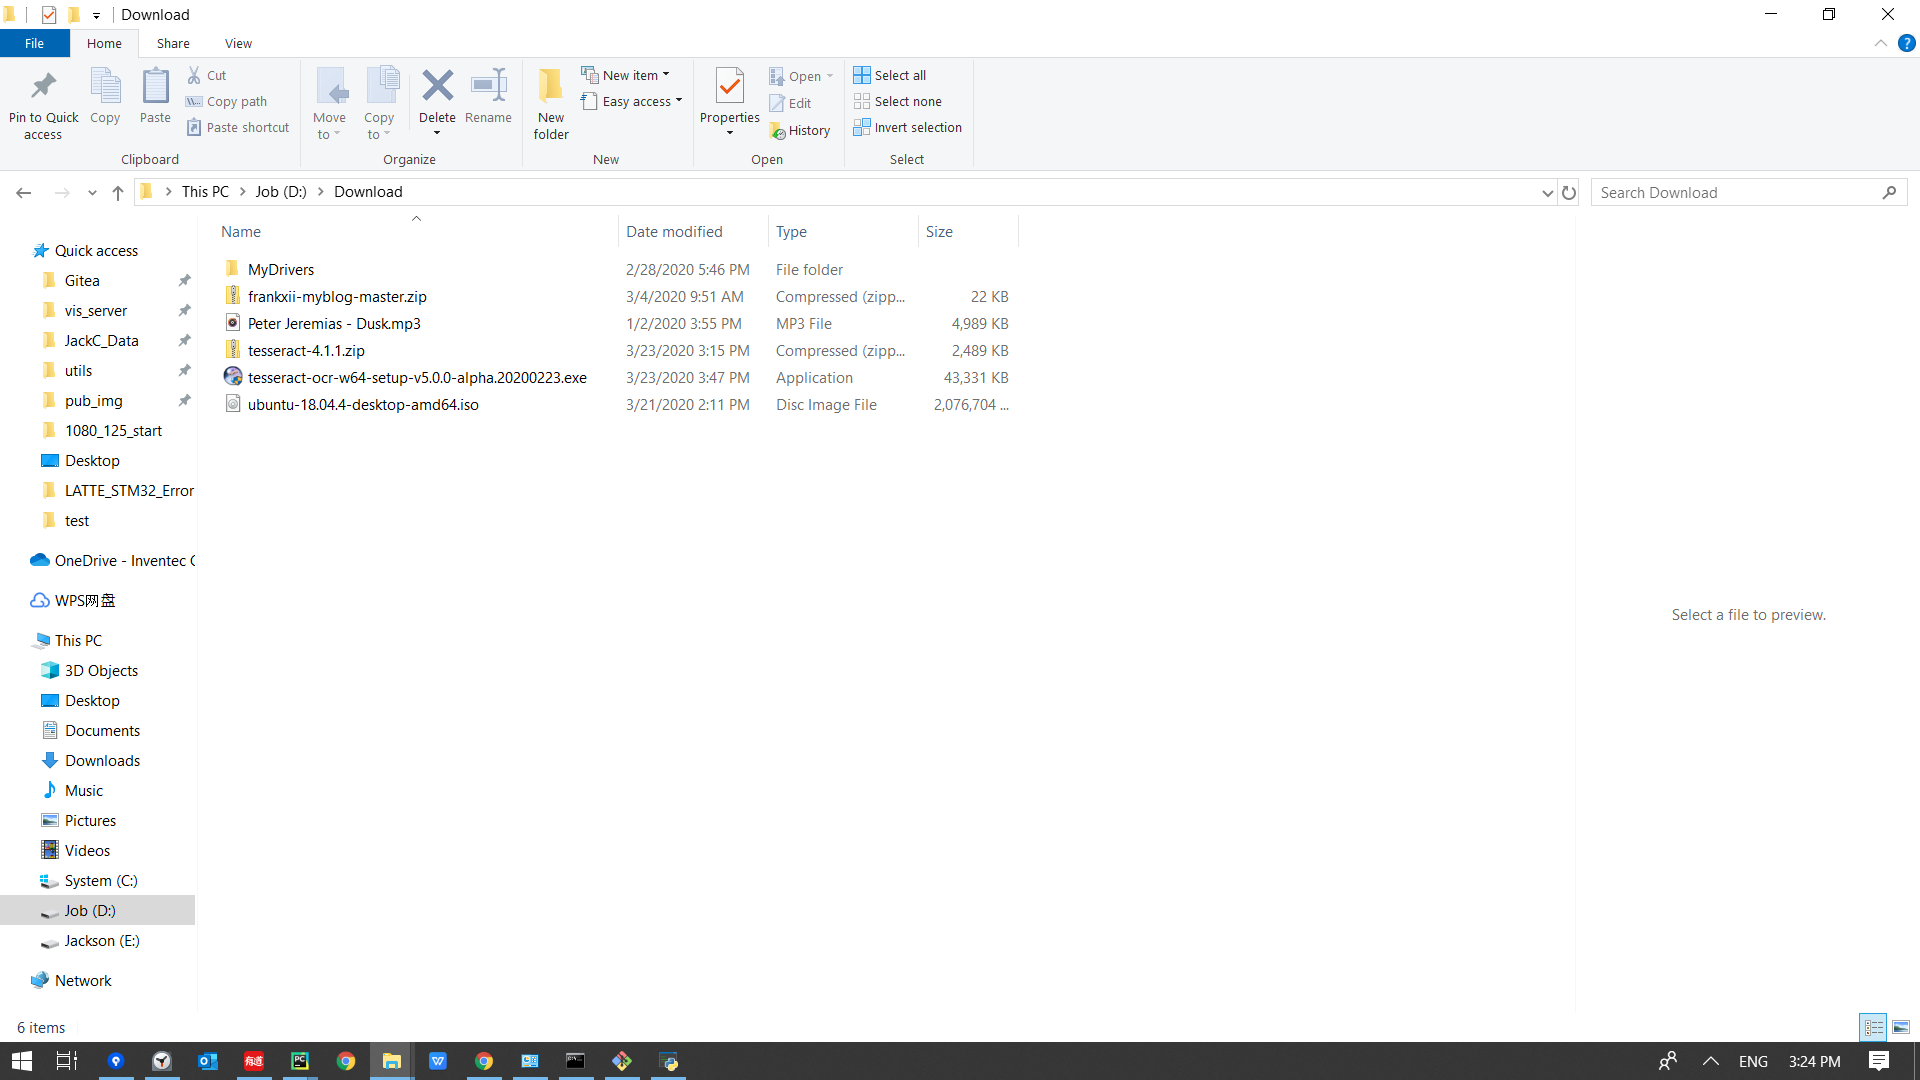 Download
File Home Share View
Pin to Quick access
Copy
Paste
Cut
Copy path
Paste shortcut
Clipboard
Move to
Copy to
Delete
Rename
Organize
New folder
New item
Easy access
New
Properties
Open
Edit
History
Open
Select all
Select none
Invert selection
Select
This PC Job (D:) Download
Search Download
Name Date modified Type Size
MyDrivers 2/28/2020 5:46 PM File folder
frankxii-myblog-master.zip 3/4/2020 9:51 AM Compressed (zipp... 22 KB
Peter Jeremias - Dusk.mp3 1/2/2020 3:55 PM MP3 File 4,989 KB
tesseract-4.1.1.zip 3/23/2020 3:15 PM Compressed (zipp... 2,489 KB
tesseract-ocr-w64-setup-v5.0.0-alpha.20200223.exe 3/23/2020 3:47 PM Application 43,331 KB
ubuntu-18.04.4-desktop-amd64.iso 3/21/2020 2:11 PM Disc Image File 2,076,704 ...
Quick access
Gitea
vis_server
JackC_Data
utils
pub_img
1080_125_start
Desktop
LATTE_STM32_Error
test
OneDrive - Inventec
WPS网盘
This PC
3D Objects
Desktop
Documents
Downloads
Music
Pictures
Videos
System (C:)
Job (D:)
Jackson (E:)
Network
Select a file to preview.
6 items
有道
PC
ENG 3:24 PM